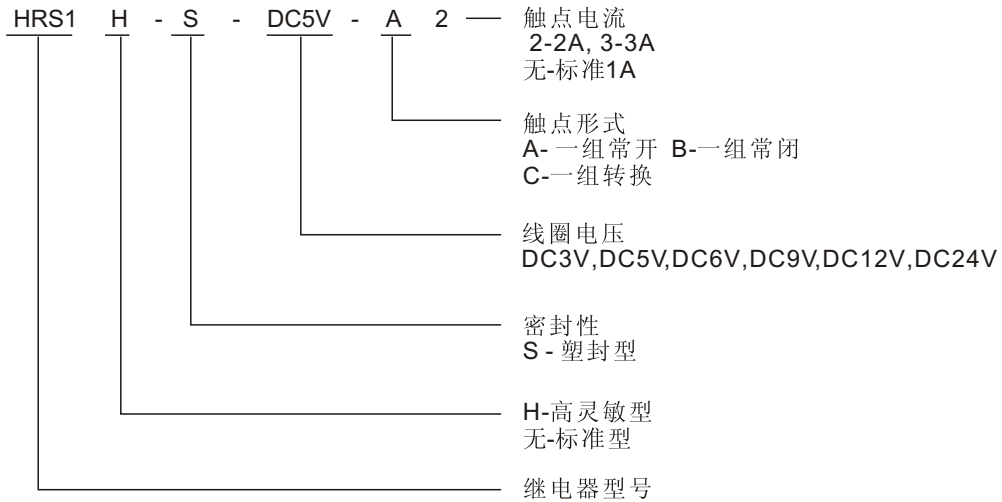 HRS1 H - S - DC5V - A 2 触点电流
2-2A, 3-3A
无-标准1A
触点形式
A- 一组常开 B-一组常闭
C-一组转换
线圈电压
DC3V,DC5V,DC6V,DC9V,DC12V,DC24V
密封性
S - 塑封型
H-高灵敏型
无-标准型
继电器型号